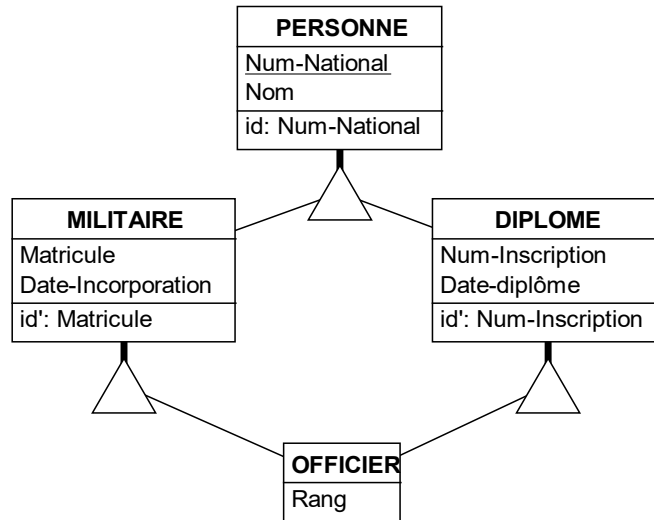 PERSONNE
Num-National
Nom
id: Num-National
MILITAIRE
Matricule
Date-Incorporation
id': Matricule
DIPLOME
Num-Inscription
Date-diplôme
id': Num-Inscription
OFFICIER
Rang